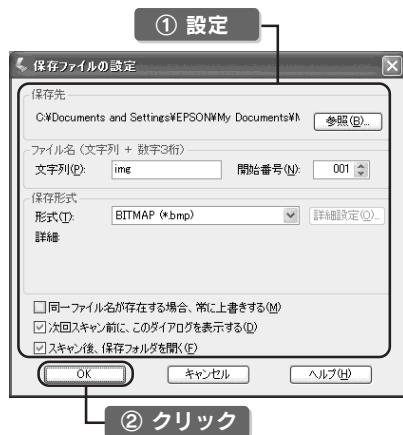 ① 設定
保存ファイルの設定
保存先
C:¥Documents and Settings¥EPSON¥My Documents¥M
参照(B)...
ファイル名 (文字列 + 数字3桁)
文字列(P): img 開始番号(N): 001
保存形式
形式(T): BITMAP (*.bmp) 詳細設定(O)...
詳細:
同一ファイル名が存在する場合、常に上書きする(M)
次回スキャン前に、このダイアログを表示する(D)
スキャン後、保存フォルダを開く(F)
OK キャンセル ヘルプ(H)
② クリック